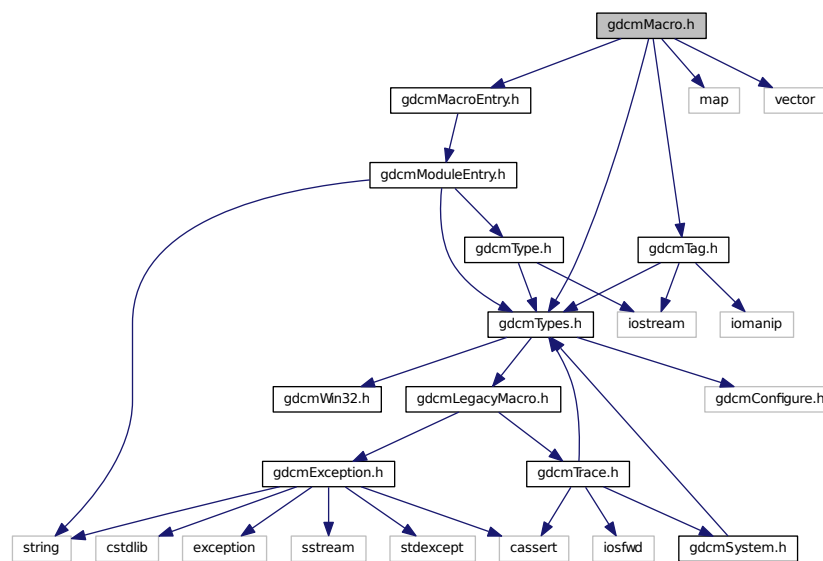 gdcmMacro.h
gdcmMacroEntry.h
map
vector
gdcmModuleEntry.h
gdcmType.h
gdcmTag.h
gdcmTypes.h
iostream
iomanip
gdcmWin32.h
gdcmLegacyMacro.h
gdcmConfigure.h
gdcmException.h
gdcmTrace.h
string
cstdlib
exception
sstream
stdexcept
cassert
iosfwd
gdcmSystem.h